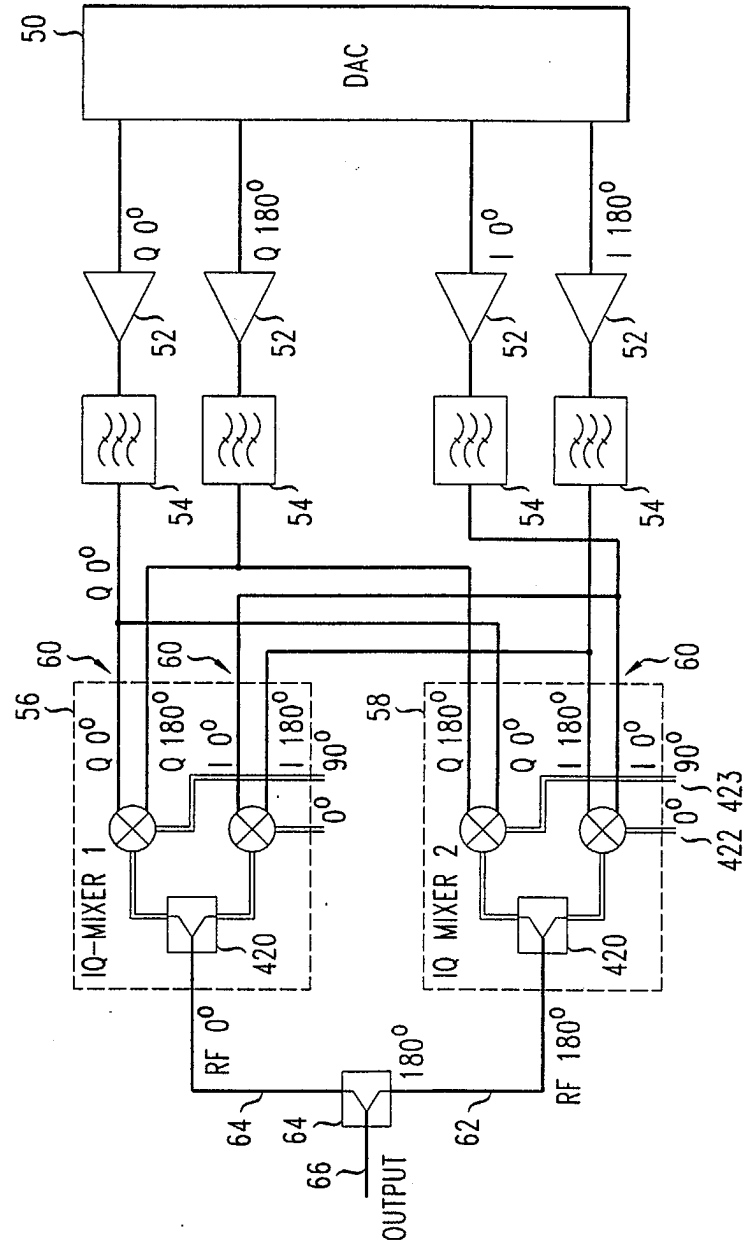 50
DAC
Q 0°
Q 180°
I 0°
I 180°
52
52
52
52
54
54
54
54
Q 0°
60
60
60
56
Q 0°
Q 180°
I 0°
I 180°
90°
0°
IQ-MIXER 1
420
58
Q 180°
Q 0°
I 180°
I 0°
90°
0°
423
422
IQ MIXER 2
420
RF 0°
RF 180°
180°
64
64
62
66
OUTPUT